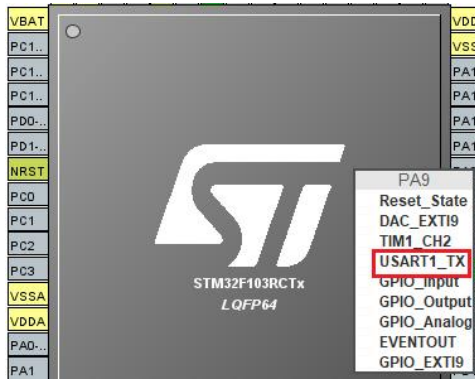 VBAT
PC1..
PC1..
PC1..
PD0-..
PD1-..
NRST
PC0
PC1
PC2
PC3
VSSA
VDDA
PA0-..
PA1
STM32F103RCTx
LQFP64
VDD
VSS
PA1
PA1
PA1
PA1
PA9
Reset_State
DAC_EXTI9
TIM1_CH2
USART1_TX
GPIO_Input
GPIO_Output
GPIO_Analog
EVENTOUT
GPIO_EXTI9